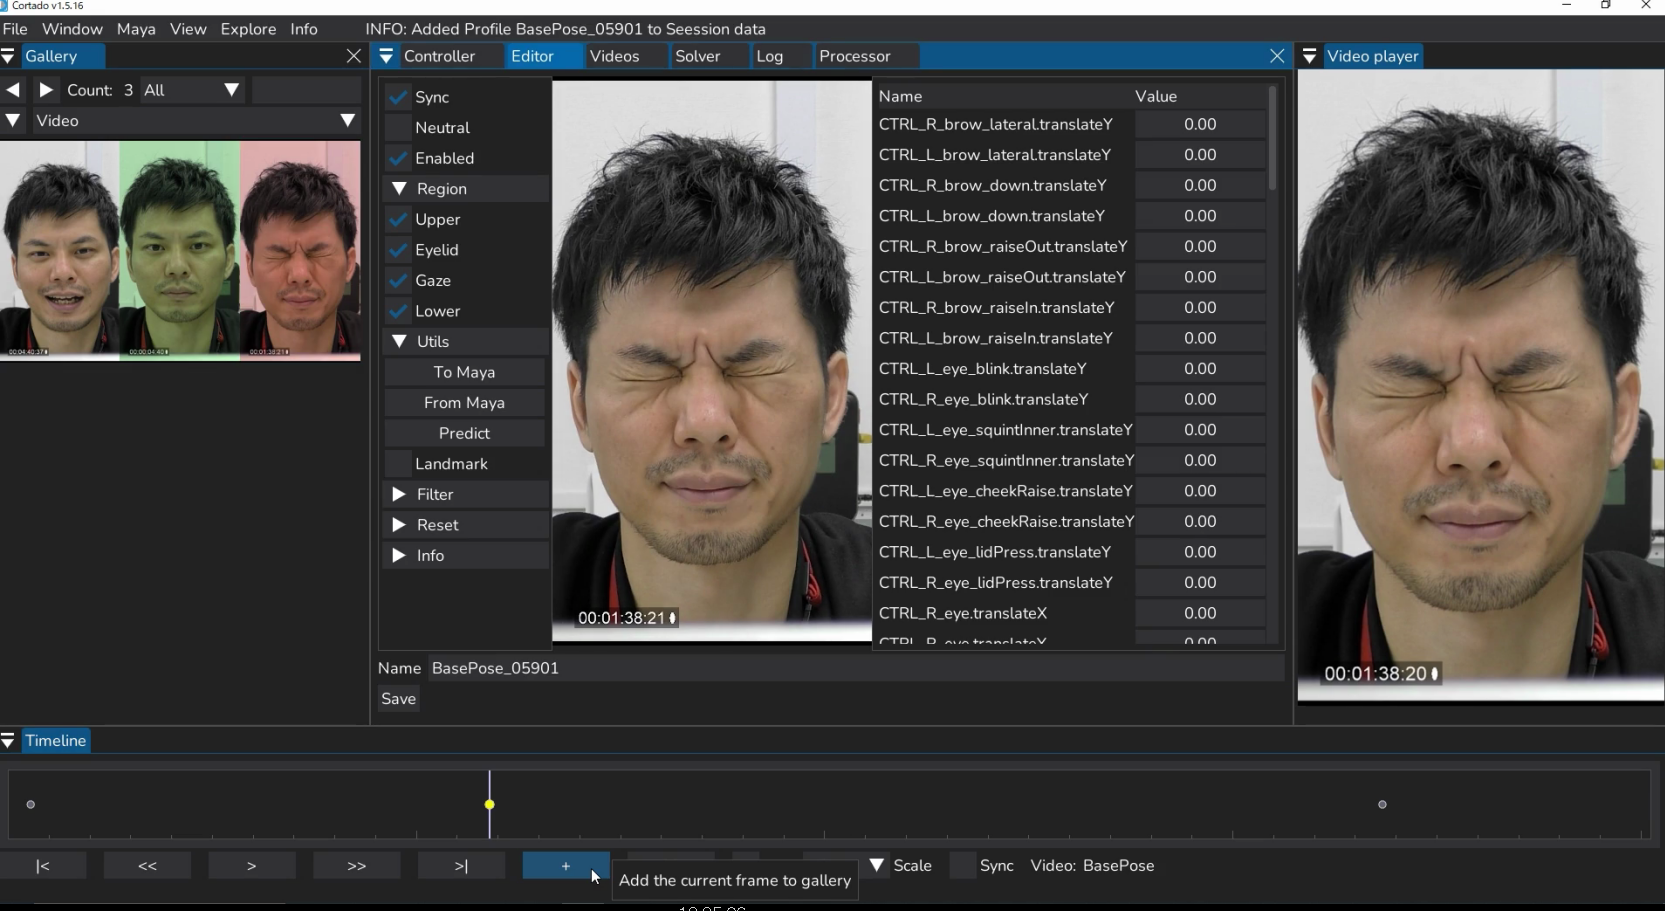 Cortado v1.5.16
File Window Maya View Explore Info INFO: Added Profile BasePose_05901 to Seession data
Gallery
Count: 3 All
Video
00:04:40:37
00:00:04:40
00:01:38:21
Controller Editor Videos Solver Log Processor
Sync
Neutral
Enabled
Region
Upper
Eyelid
Gaze
Lower
Utils
To Maya
From Maya
Predict
Landmark
Filter
Reset
Info
00:01:38:21
Name Value
CTRL_R_brow_lateral.translateY 0.00
CTRL_L_brow_lateral.translateY 0.00
CTRL_R_brow_down.translateY 0.00
CTRL_L_brow_down.translateY 0.00
CTRL_R_brow_raiseOut.translateY 0.00
CTRL_L_brow_raiseOut.translateY 0.00
CTRL_R_brow_raiseIn.translateY 0.00
CTRL_L_brow_raiseIn.translateY 0.00
CTRL_L_eye_blink.translateY 0.00
CTRL_R_eye_blink.translateY 0.00
CTRL_L_eye_squintInner.translateY 0.00
CTRL_R_eye_squintInner.translateY 0.00
CTRL_L_eye_cheekRaise.translateY 0.00
CTRL_R_eye_cheekRaise.translateY 0.00
CTRL_L_eye_lidPress.translateY 0.00
CTRL_R_eye_lidPress.translateY 0.00
CTRL_R_eye.translateX 0.00
CTRL_R_eye.translateY 0.00
Name BasePose_05901
Save
Video player
00:01:38:20
Timeline
|< << > >> >| + Scale Sync Video: BasePose
Add the current frame to gallery